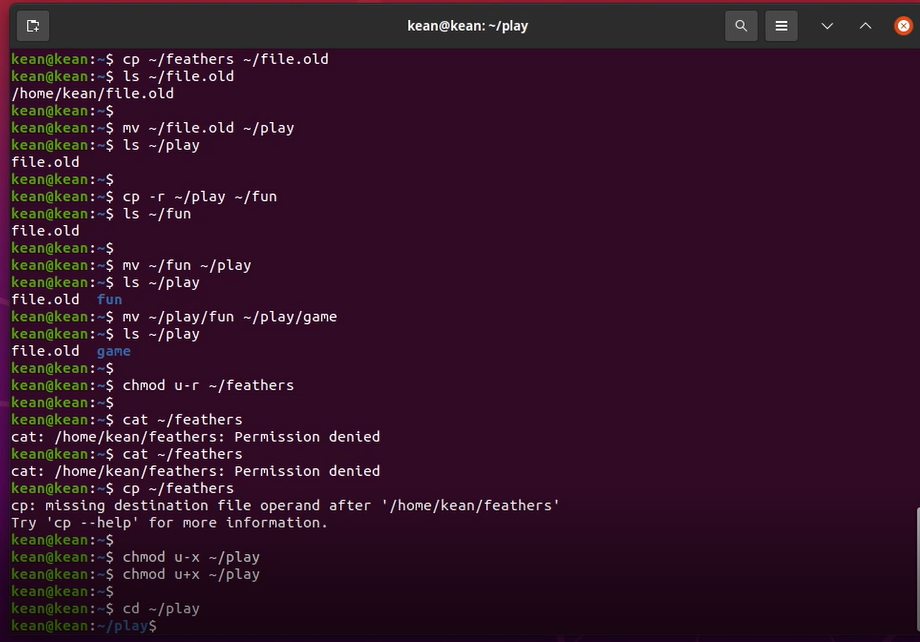 kean@kean: ~/play
kean@kean:~$ cp ~/feathers ~/file.old
kean@kean:~$ ls ~/file.old
/home/kean/file.old
kean@kean:~$
kean@kean:~$ mv ~/file.old ~/play
kean@kean:~$ ls ~/play
file.old
kean@kean:~$
kean@kean:~$ cp -r ~/play ~/fun
kean@kean:~$ ls ~/fun
file.old
kean@kean:~$
kean@kean:~$ mv ~/fun ~/play
kean@kean:~$ ls ~/play
file.old  fun
kean@kean:~$ mv ~/play/fun ~/play/game
kean@kean:~$ ls ~/play
file.old  game
kean@kean:~$
kean@kean:~$ chmod u-r ~/feathers
kean@kean:~$
kean@kean:~$ cat ~/feathers
cat: /home/kean/feathers: Permission denied
kean@kean:~$ cat ~/feathers
cat: /home/kean/feathers: Permission denied
kean@kean:~$ cp ~/feathers
cp: missing destination file operand after '/home/kean/feathers'
Try 'cp --help' for more information.
kean@kean:~$
kean@kean:~$ chmod u-x ~/play
kean@kean:~$ chmod u+x ~/play
kean@kean:~$
kean@kean:~$ cd ~/play
kean@kean:~/play$